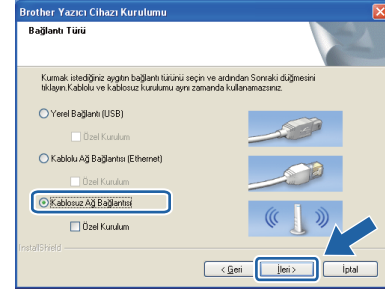 Brother Yazıcı Cihazı Kurulumu
Bağlantı Türü
Kurmak istediğiniz aygıtın bağlantı türünü seçin ve ardından Sonraki düğmesini
tıklayın.Kablolu ve kablosuz kurulumu aynı zamanda kullanamazsınız.
Yerel Bağlantı (USB)
Özel Kurulum
Kablolu Ağ Bağlantısı (Ethernet)
Özel Kurulum
Kablosuz Ağ Bağlantısı
Özel Kurulum
InstallShield
< Geri İleri > İptal